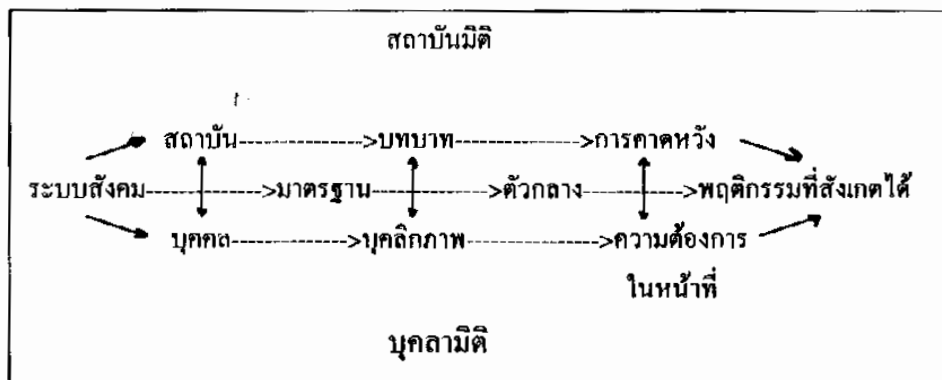 สถาบันมิติ
สถาบัน----------------->บทบาท----------------->การคาดหวัง
ระบบสังคม-------------->มาตรฐาน-------------->ตัวกลาง-------------->พฤติกรรมที่สังเกตได้
บุคคล----------------->บุคลิกภาพ----------------->ความต้องการ
ในหน้าที่
บุคลามิติ